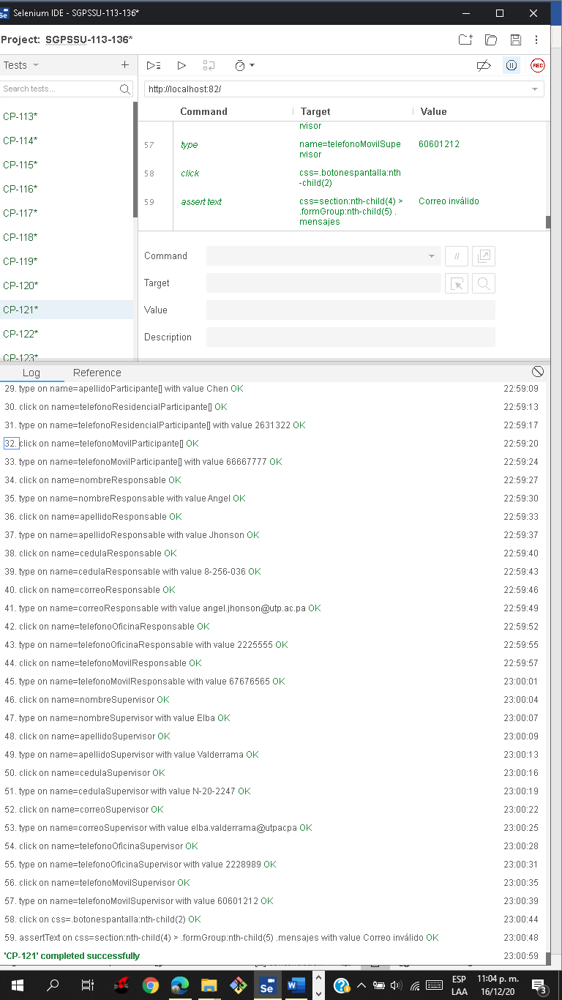 Se Selenium IDE - SGPSSU-113-136*
Project: SGPSSU-113-136*
Tests
REC
Search tests...
http://localhost:82/
Command Target Value
CP-113*
CP-114*
CP-115*
CP-116*
CP-117*
CP-118*
CP-119*
CP-120*
CP-121*
CP-122*
CP-123*
rvisor
57 type name=telefonoMovilSupe 60601212
rvisor
58 click css=.botonespantalla:nth
-child(2)
59 assert text css=section:nth-child(4) > Correo inválido
.formGroup:nth-child(5) .
mensajes
Command //
Target
Value
Description
Log Reference
29. type on name=apellidoParticipante[] with value Chen OK 22:59:09
30. click on name=telefonoResidencialParticipante[] OK 22:59:13
31. type on name=telefonoResidencialParticipante[] with value 2631322 OK 22:59:17
32. click on name=telefonoMovilParticipante[] OK 22:59:20
33. type on name=telefonoMovilParticipante[] with value 66667777 OK 22:59:24
34. click on name=nombreResponsable OK 22:59:27
35. type on name=nombreResponsable with value Angel OK 22:59:30
36. click on name=apellidoResponsable OK 22:59:33
37. type on name=apellidoResponsable with value Jhonson OK 22:59:37
38. click on name=cedulaResponsable OK 22:59:40
39. type on name=cedulaResponsable with value 8-256-036 OK 22:59:43
40. click on name=correoResponsable OK 22:59:46
41. type on name=correoResponsable with value angel.jhonson@utp.ac.pa OK 22:59:49
42. click on name=telefonoOficinaResponsable OK 22:59:52
43. type on name=telefonoOficinaResponsable with value 2225555 OK 22:59:55
44. click on name=telefonoMovilResponsable OK 22:59:57
45. type on name=telefonoMovilResponsable with value 67676565 OK 23:00:01
46. click on name=nombreSupervisor OK 23:00:04
47. type on name=nombreSupervisor with value Elba OK 23:00:07
48. click on name=apellidoSupervisor OK 23:00:09
49. type on name=apellidoSupervisor with value Valderrama OK 23:00:13
50. click on name=cedulaSupervisor OK 23:00:16
51. type on name=cedulaSupervisor with value N-20-2247 OK 23:00:19
52. click on name=correoSupervisor OK 23:00:22
53. type on name=correoSupervisor with value elba.valderrama@utpacpa OK 23:00:25
54. click on name=telefonoOficinaSupervisor OK 23:00:28
55. type on name=telefonoOficinaSupervisor with value 2228989 OK 23:00:31
56. click on name=telefonoMovilSupervisor OK 23:00:35
57. type on name=telefonoMovilSupervisor with value 60601212 OK 23:00:39
58. click on css=.botonespantalla:nth-child(2) OK 23:00:44
59. assertText on css=section:nth-child(4) > .formGroup:nth-child(5) .mensajes with value Correo inválido OK 23:00:48
'CP-121' completed successfully 23:00:59
Se W ESP 11:04 p. m.
LAA 16/12/20 3